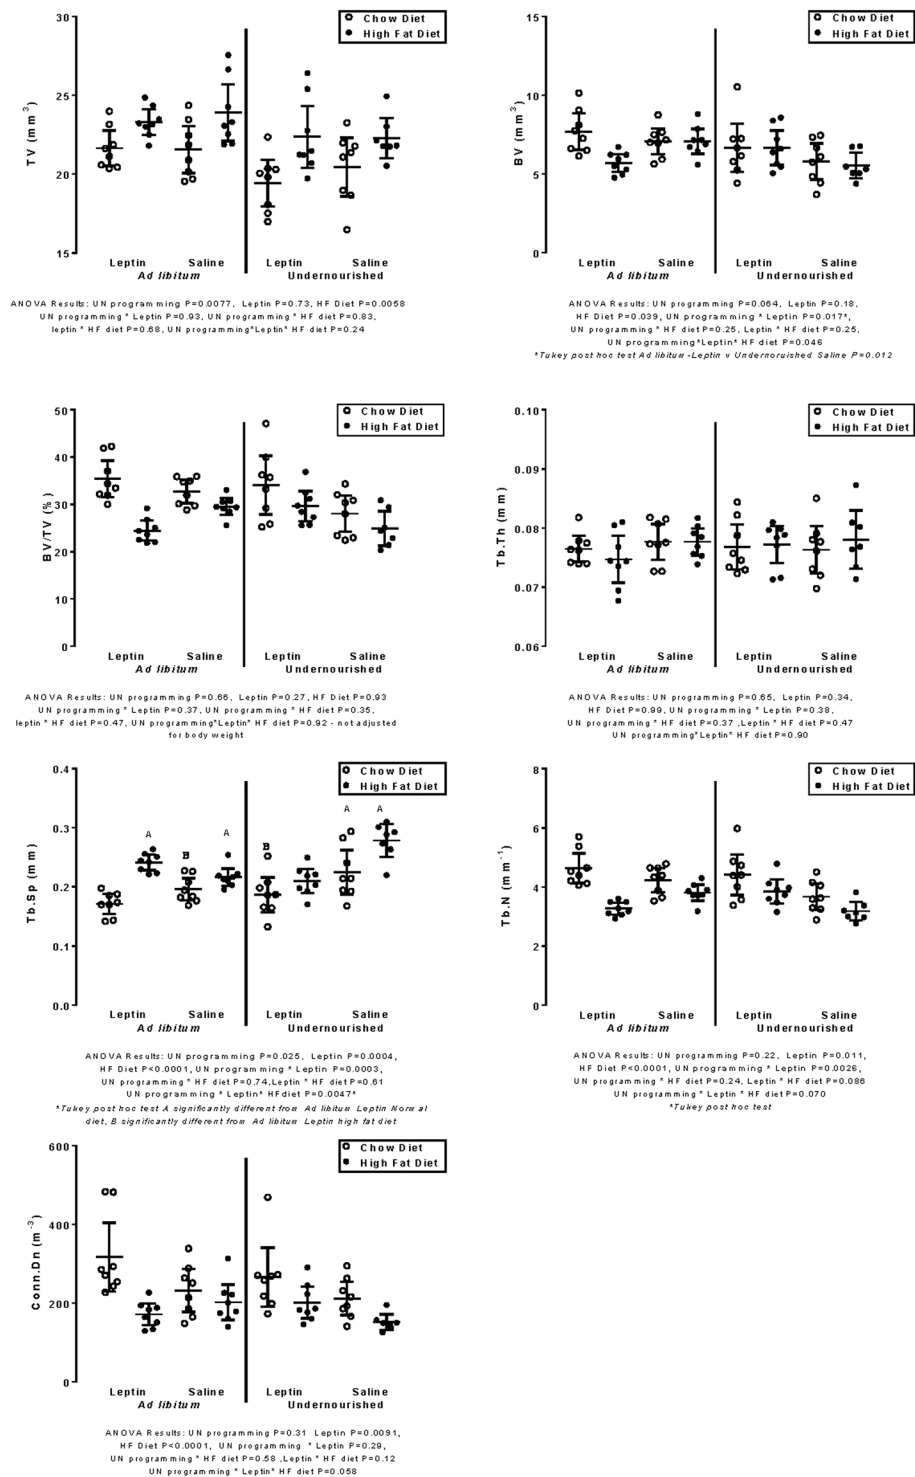 Chow Diet
High Fat Diet
TV (mm3)
30
25
20
15
Leptin Saline Leptin Saline
Ad libitum Undernourished
ANOVA Results: UN programming P=0.0077, Leptin P=0.73, HF Diet P=0.0058
UN programming * Leptin P=0.93, UN programming * HF diet P=0.83,
leptin * HF diet P=0.68, UN programming*Leptin* HF diet P=0.24
Chow Diet
High Fat Diet
BV (mm3)
15
10
5
0
Leptin Saline Leptin Saline
Ad libitum Undernourished
ANOVA Results: UN programming P=0.064, Leptin P=0.18,
HF Diet P=0.039, UN programming * Leptin P=0.017*,
UN programming * HF diet P=0.25, Leptin * HF diet P=0.25,
UN programming*Leptin* HF diet P=0.046
*Tukey post hoc test Ad libitum-Leptin v Undernoruished Saline P=0.012
Chow Diet
High Fat Diet
BV/TV (%)
50
40
30
20
10
0
Leptin Saline Leptin Saline
Ad libitum Undernourished
ANOVA Results: UN programming P=0.66, Leptin P=0.27, HF Diet P=0.93
UN programming * Leptin P=0.37, UN programming * HF diet P=0.35,
leptin * HF diet P=0.47, UN programming*Leptin* HF diet P=0.92 - not adjusted
for body weight
Chow Diet
High Fat Diet
Tb.Th (mm)
0.10
0.09
0.08
0.07
0.06
Leptin Saline Leptin Saline
Ad libitum Undernourished
ANOVA Results: UN programming P=0.65, Leptin P=0.34,
HF Diet P=0.99, UN programming * Leptin P=0.38,
UN programming * HF diet P=0.37 ,Leptin * HF diet P=0.47
UN programming*Leptin* HF diet P=0.90
Chow Diet
High Fat Diet
Tb.Sp (mm)
0.4
0.3
0.2
0.1
0.0
A B A B A A
Leptin Saline Leptin Saline
Ad libitum Undernourished
ANOVA Results: UN programming P=0.025, Leptin P=0.0004,
HF Diet P<0.0001, UN programming * Leptin P=0.0003,
UN programming * HF diet P=0.74,Leptin * HF diet P=0.61
UN programming * Leptin* HFdiet P=0.0047*
*Tukey post hoc test A significantly different from Ad libitum Leptin Normal
diet, B significantly different from Ad libitum Leptin high fat diet
Chow Diet
High Fat Diet
Tb.N (mm-1)
8
6
4
2
0
Leptin Saline Leptin Saline
Ad libitum Undernourished
ANOVA Results: UN programming P=0.22, Leptin P=0.011,
HF Diet P<0.0001, UN programming * Leptin P=0.0026,
UN programming * HF diet P=0.24, Leptin * HF diet P=0.086
UN programming * Leptin * HF diet P=0.070
*Tukey post hoc test
Chow Diet
High Fat Diet
Conn.Dn (m-3)
600
400
200
0
Leptin Saline Leptin Saline
Ad libitum Undernourished
ANOVA Results: UN programming P=0.31 Leptin P=0.0091,
HF Diet P<0.0001, UN programming * Leptin P=0.29,
UN programming * HF diet P=0.58 ,Leptin * HF diet P=0.12
UN programming * Leptin* HF diet P=0.058